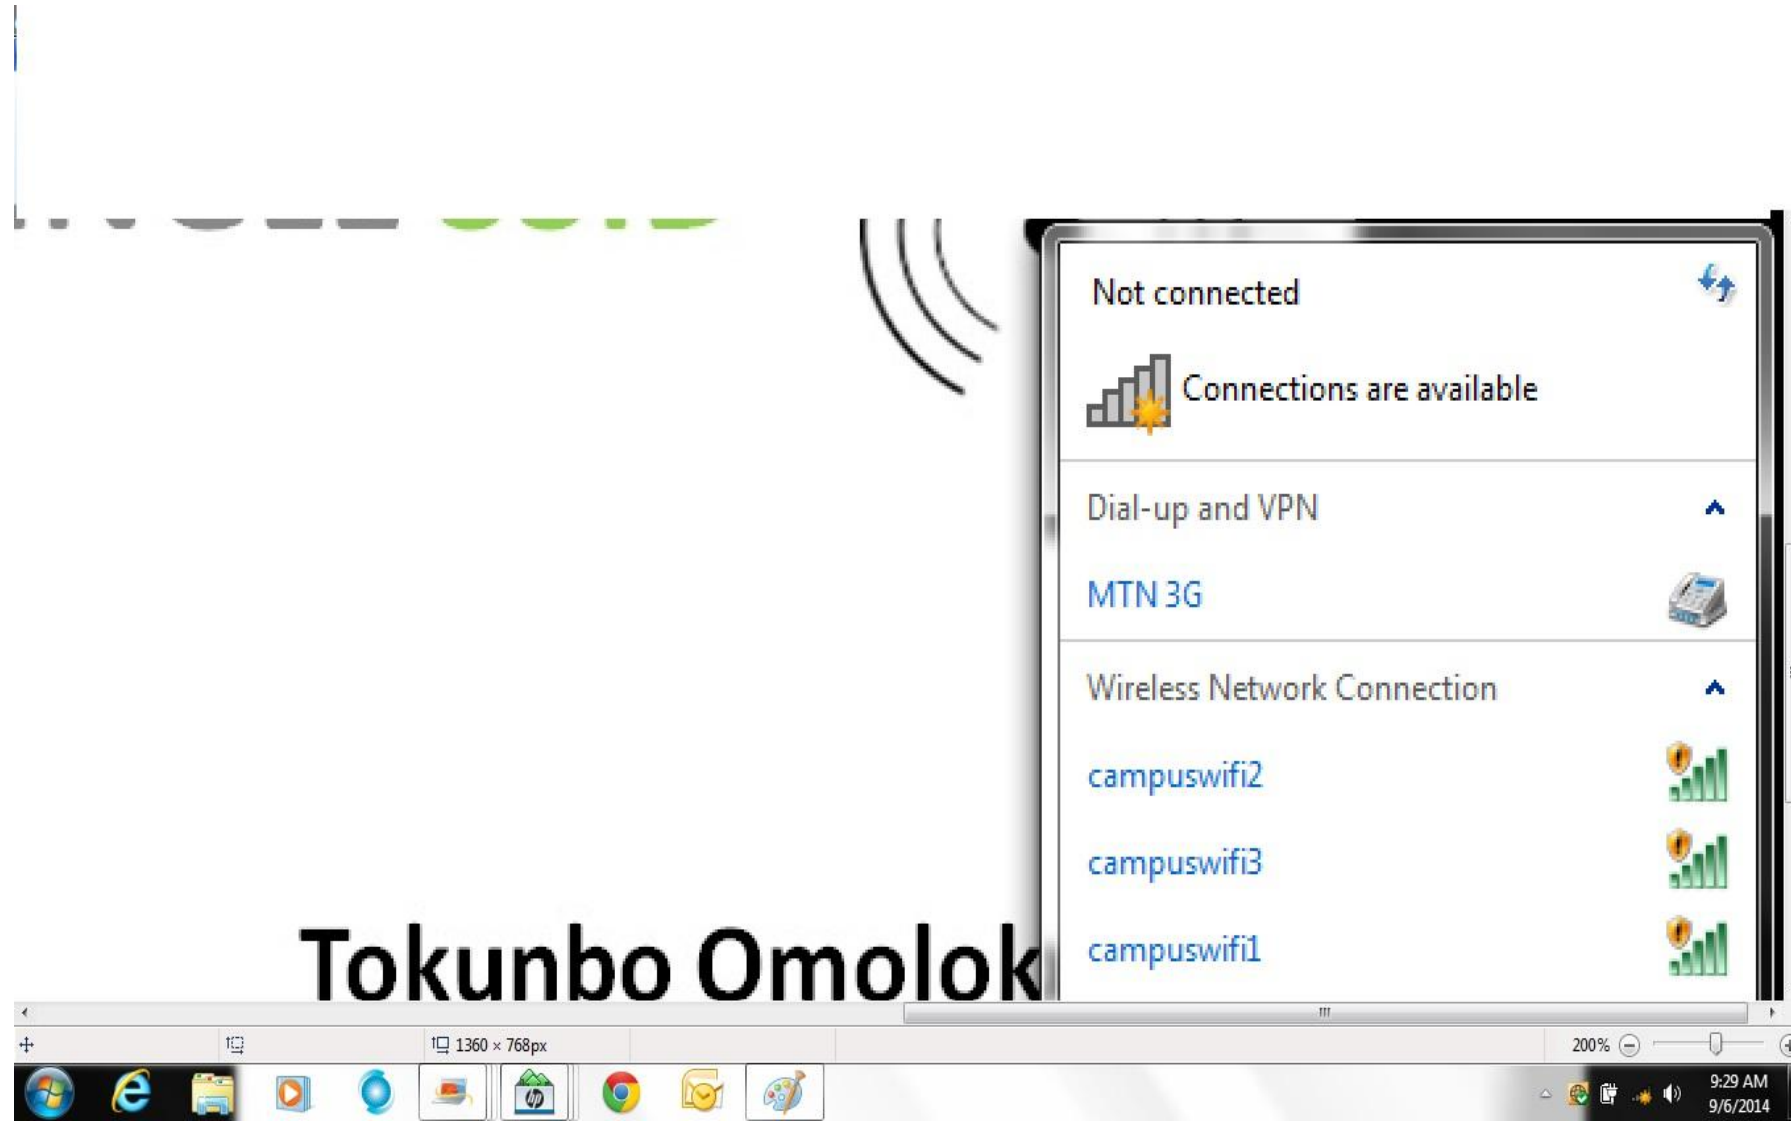 Not connected
Connections are available
Dial-up and VPN
MTN 3G
Wireless Network Connection
campuswifi2
campuswifi3
campuswifi1
Tokunbo Omolok
1360 × 768px
200%
9:29 AM
9/6/2014